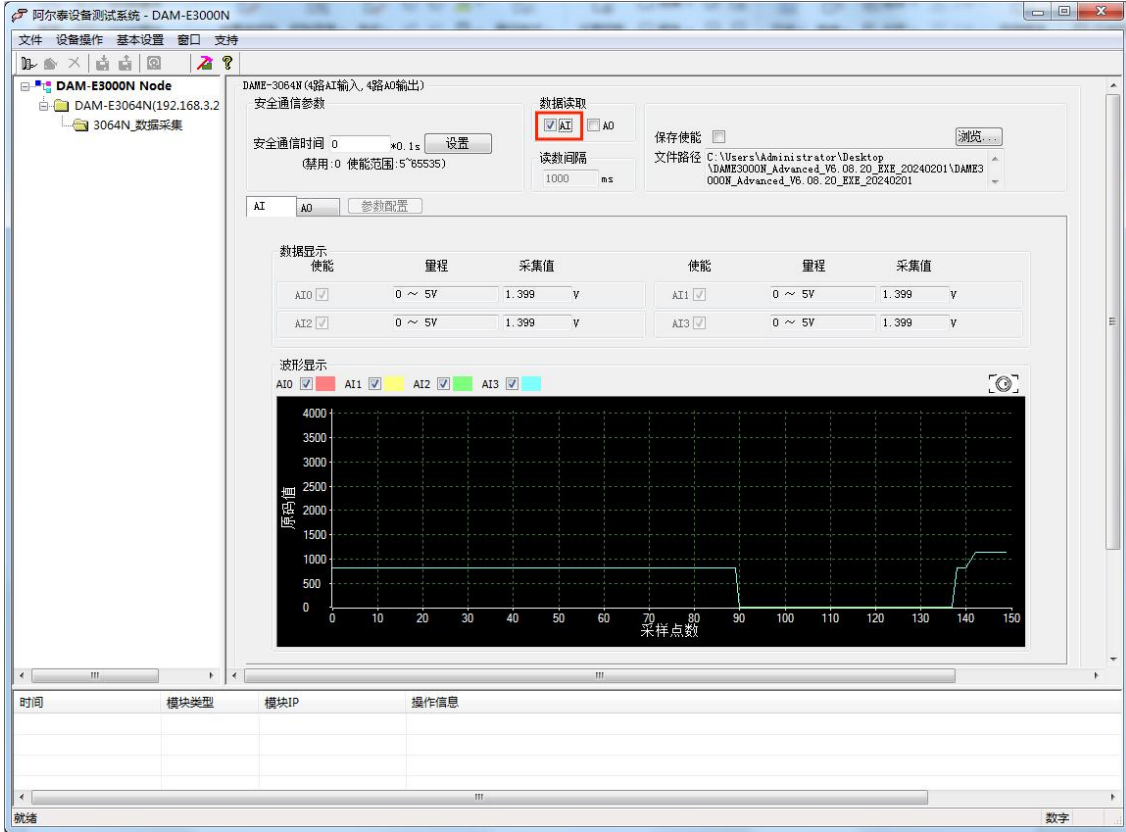 阿尔泰设备测试系统 - DAM-E3000N
文件 设备操作 基本设置 窗口 支持
DAM-E3000N Node
DAM-E3064N(192.168.3.2
3064N_数据采集
DAME-3064N(4路AI输入,4路AO输出)
安全通信参数
安全通信时间 0 *0.1s 设置
(禁用:0 使能范围:5~65535)
数据读取
AI AO
读数间隔
1000 ms
保存使能 浏览...
文件路径 C:\Users\Administrator\Desktop
\DAME3000N_Advanced_V6.08.20_EXE_20240201\DAME3
000N_Advanced_V6.08.20_EXE_20240201
AI AO 参数配置
数据显示
使能 量程 采集值 使能 量程 采集值
AI0 0 ～ 5V 1.399 V AI1 0 ～ 5V 1.399 V
AI2 0 ～ 5V 1.399 V AI3 0 ～ 5V 1.399 V
波形显示
AI0 AI1 AI2 AI3
4000
3500
3000
2500
2000
1500
1000
500
0
原码值
0 10 20 30 40 50 60 70 80 90 100 110 120 130 140 150
采样点数
时间 模块类型 模块IP 操作信息
就绪 数字